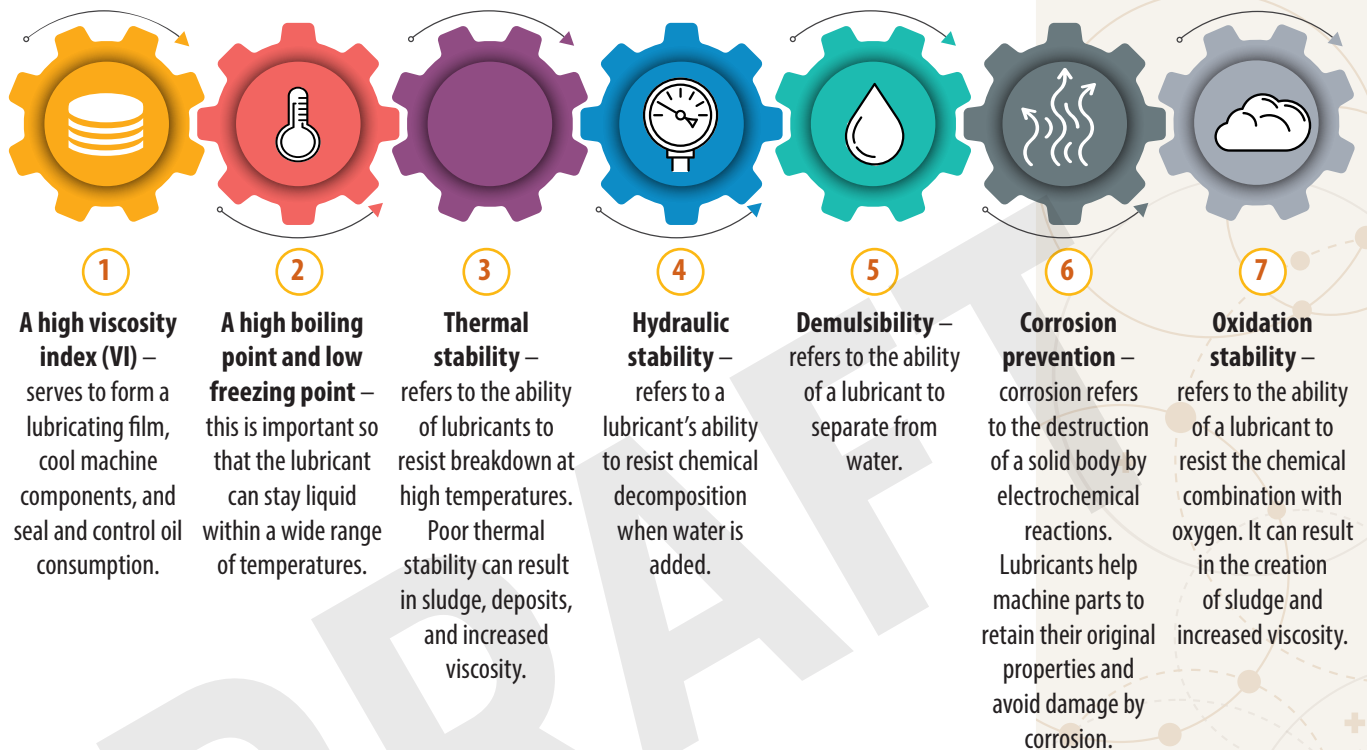 1
A high viscosity
index (VI) –
serves to form a
lubricating film,
cool machine
components, and
seal and control oil
consumption.
2
A high boiling
point and low
freezing point –
this is important so
that the lubricant
can stay liquid
within a wide range
of temperatures.
3
Thermal
stability –
refers to the ability
of lubricants to
resist breakdown at
high temperatures.
Poor thermal
stability can result
in sludge, deposits,
and increased
viscosity.
4
Hydraulic
stability –
refers to a
lubricant’s ability
to resist chemical
decomposition
when water is
added.
5
Demulsibility –
refers to the ability
of a lubricant to
separate from
water.
6
Corrosion
prevention –
corrosion refers
to the destruction
of a solid body by
electrochemical
reactions.
Lubricants help
machine parts to
retain their original
properties and
avoid damage by
corrosion.
7
Oxidation
stability –
refers to the ability
of a lubricant to
resist the chemical
combination with
oxygen. It can result
in the creation
of sludge and
increased viscosity.
DRAFT